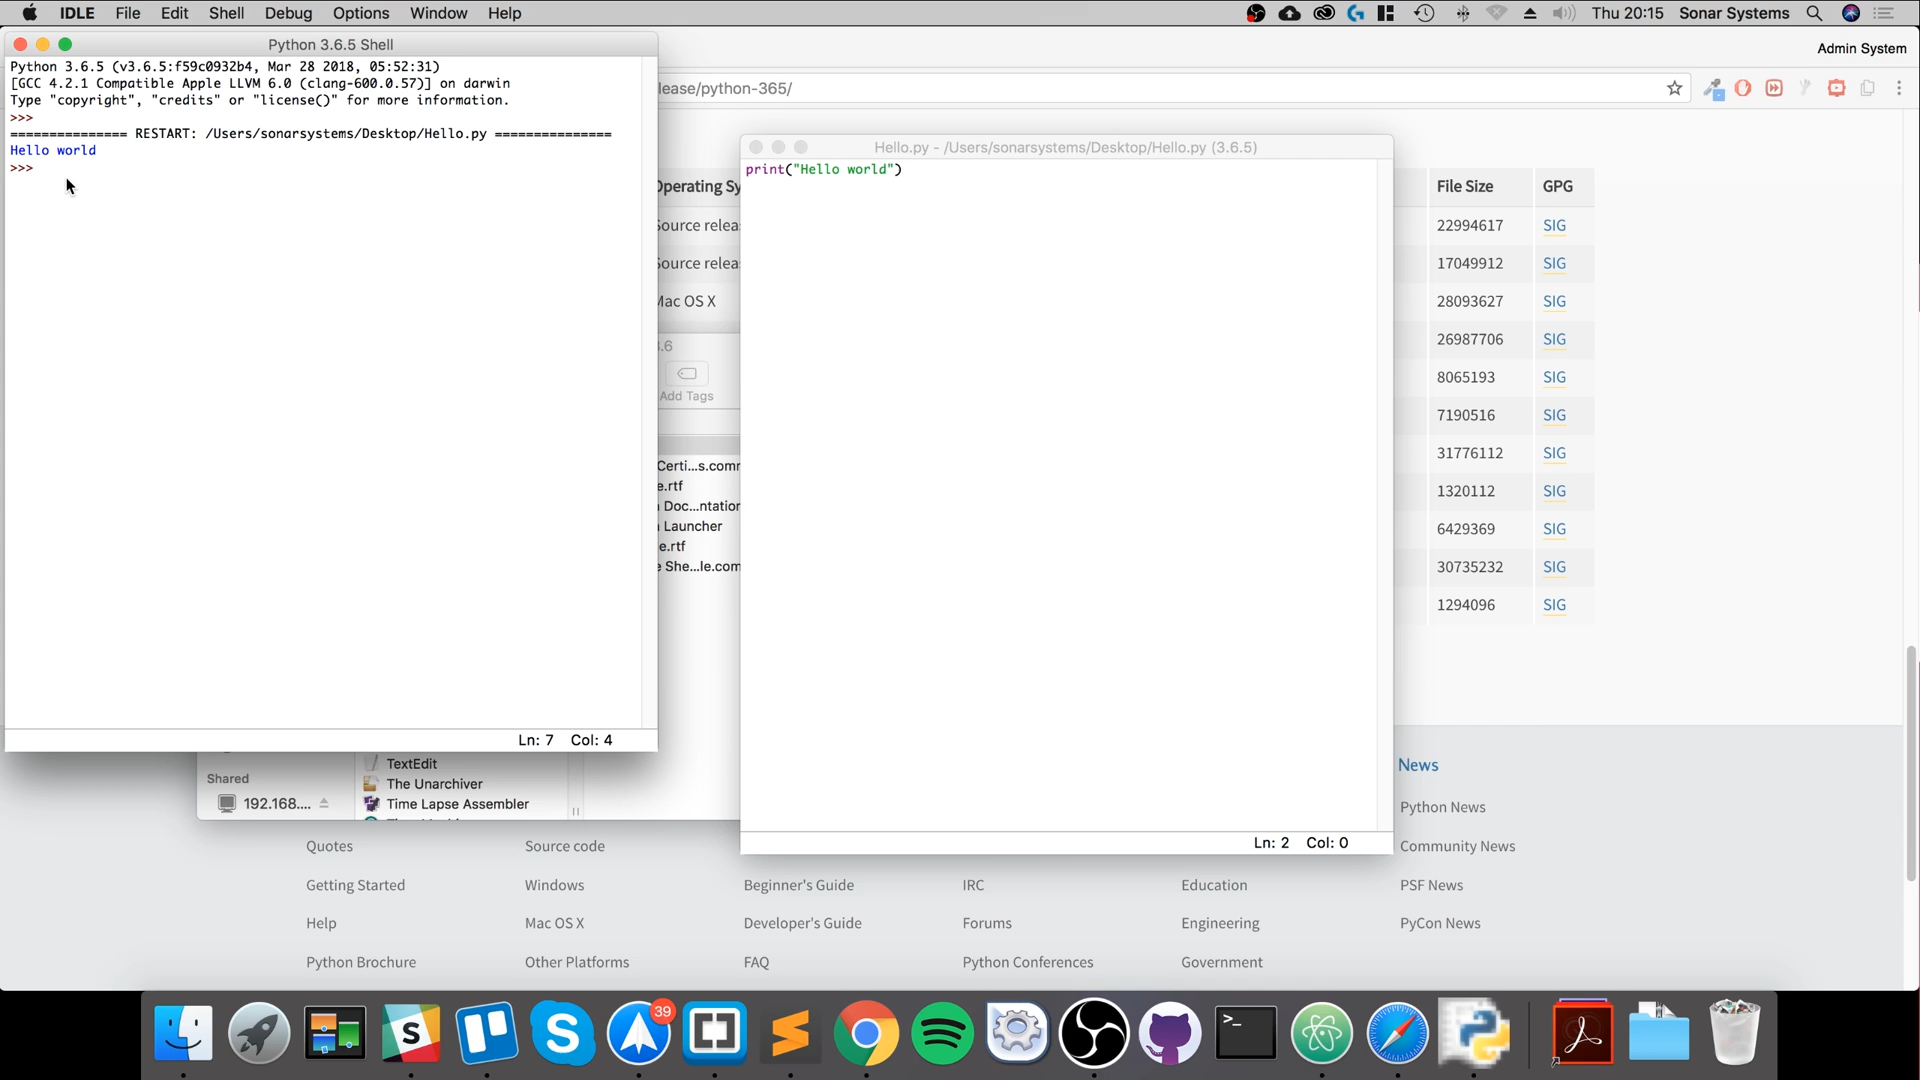 IDLE File Edit Shell Debug Options Window Help Thu 20:15 Sonar Systems
Python 3.6.5 Shell
Python 3.6.5 (v3.6.5:f59c0932b4, Mar 28 2018, 05:52:31)
[GCC 4.2.1 Compatible Apple LLVM 6.0 (clang-600.0.57)] on darwin
Type "copyright", "credits" or "license()" for more information.
>>>
=============== RESTART: /Users/sonarsystems/Desktop/Hello.py ===============
Hello world
>>>
Ln: 7 Col: 4
Admin System
lease/python-365/
Hello.py - /Users/sonarsystems/Desktop/Hello.py (3.6.5)
print("Hello world")
Ln: 2 Col: 0
Operating Sy
Source relea
Source relea
Mac OS X
.6
Add Tags
Certi...s.comm
e.rtf
Doc...ntation
Launcher
e.rtf
She...le.com
File Size GPG
22994617 SIG
17049912 SIG
28093627 SIG
26987706 SIG
8065193 SIG
7190516 SIG
31776112 SIG
1320112 SIG
6429369 SIG
30735232 SIG
1294096 SIG
Shared
192.168....
TextEdit
The Unarchiver
Time Lapse Assembler
News
Python News
Quotes Source code Community News
Getting Started Windows Beginner's Guide IRC Education PSF News
Help Mac OS X Developer's Guide Forums Engineering PyCon News
Python Brochure Other Platforms FAQ Python Conferences Government
39